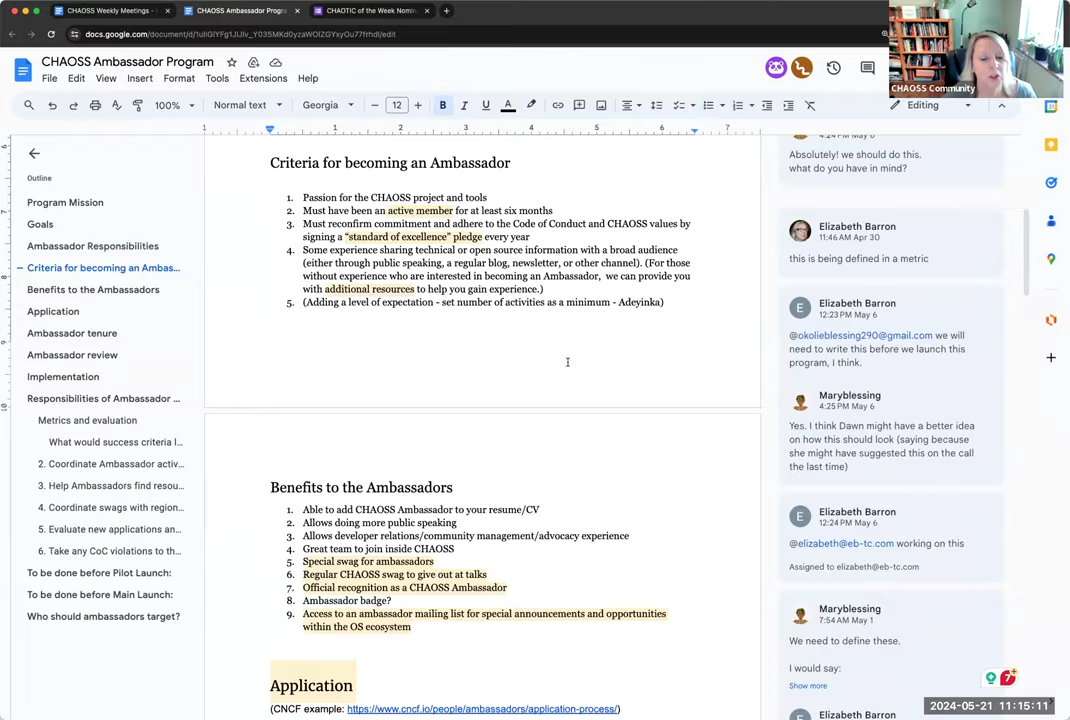 CHAOSS Weekly Meetings -
CHAOSS Ambassador Progra
CHAOTIC of the Week Nomin
docs.google.com/document/d/
CHAOSS Ambassador Program
File Edit View Insert Format Tools Extensions Help
CHAOSS Community
100% Normal text Georgia 12 B I U A Editing
1 1 2 3 4 5 6 7
Outline
Program Mission
Goals
Ambassador Responsibilities
Criteria for becoming an Ambas...
Benefits to the Ambassadors
Application
Ambassador tenure
Ambassador review
Implementation
Responsibilities of Ambassador ...
Metrics and evaluation
What would success criteria l...
2. Coordinate Ambassador activ...
3. Help Ambassadors find resou...
4. Coordinate swags with region...
5. Evaluate new applications an...
6. Take any CoC violations to th...
To be done before Pilot Launch:
To be done before Main Launch:
Who should ambassadors target?
Criteria for becoming an Ambassador
1. Passion for the CHAOSS project and tools
2. Must have been an active member for at least six months
3. Must reconfirm commitment and adhere to the Code of Conduct and CHAOSS values by
signing a "standard of excellence" pledge every year
4. Some experience sharing technical or open source information with a broad audience
(either through public speaking, a regular blog, newsletter, or other channel). (For those
without experience who are interested in becoming an Ambassador, we can provide you
with additional resources to help you gain experience.)
5. (Adding a level of expectation - set number of activities as a minimum - Adeyinka)
Benefits to the Ambassadors
1. Able to add CHAOSS Ambassador to your resume/CV
2. Allows doing more public speaking
3. Allows developer relations/community management/advocacy experience
4. Great team to join inside CHAOSS
5. Special swag for ambassadors
6. Regular CHAOSS swag to give out at talks
7. Official recognition as a CHAOSS Ambassador
8. Ambassador badge?
9. Access to an ambassador mailing list for special announcements and opportunities
within the OS ecosystem
Application
(CNCF example: https://www.cncf.io/people/ambassadors/application-process/)
4:24 PM May 6
Absolutely! we should do this.
what do you have in mind?
Elizabeth Barron
11:46 AM Apr 30
this is being defined in a metric
E
Elizabeth Barron
12:23 PM May 6
@okolieblessing290@gmail.com we will
need to write this before we launch this
program, I think.
Maryblessing
4:25 PM May 6
Yes. I think Dawn might have a better idea
on how this should look (saying because
she might have suggested this on the call
the last time)
E
Elizabeth Barron
12:24 PM May 6
@elizabeth@eb-tc.com working on this
Assigned to elizabeth@eb-tc.com
Maryblessing
7:54 AM May 1
We need to define these.
I would say:
Show more
Elizabeth Barron
7
2024-05-21 11:15:11